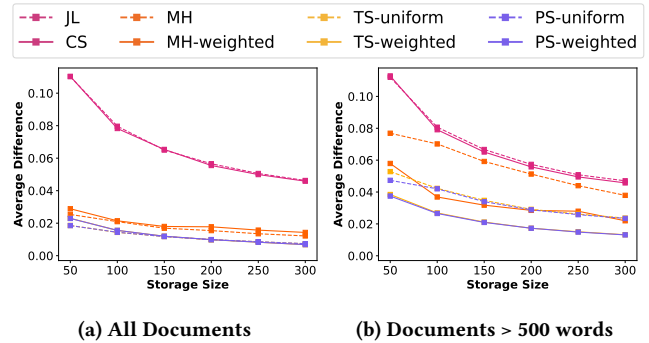 JL MH TS-uniform PS-uniform
CS MH-weighted TS-weighted PS-weighted
Average Difference
0.10
0.08
0.06
0.04
0.02
0.00
50 100 150 200 250 300
Storage Size
(a) All Documents
Average Difference
0.10
0.08
0.06
0.04
0.02
0.00
50 100 150 200 250 300
Storage Size
(b) Documents > 500 words